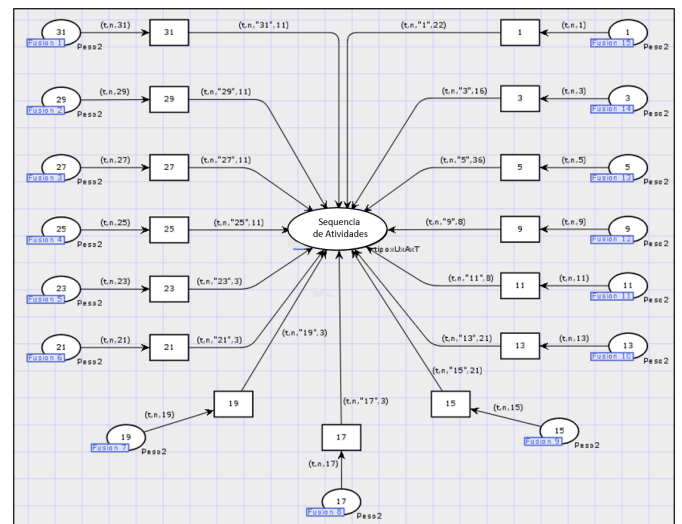 31 (t,n,31) 31 (t,n,"31",11) (t,n,"1",22) 1 (t,n,1) 1
Fusion 1 Peso2 Fusion 15 Peso2
29 (t,n,29) 29 (t,n,"29",11) (t,n,"3",16) 3 (t,n,3) 3
Fusion 2 Peso2 Fusion 14 Peso2
27 (t,n,27) 27 (t,n,"27",11) (t,n,"5",36) 5 (t,n,5) 5
Fusion 3 Peso2 Fusion 13 Peso2
Sequencia
de Atividades
25 (t,n,25) 25 (t,n,"25",11) (t,n,"9",8) 9 (t,n,9) 9
Fusion 4 Peso2 tipoxUxAxT Fusion 12 Peso2
23 (t,n,23) 23 (t,n,"23",3) (t,n,"11",8) 11 (t,n,11) 11
Fusion 5 Peso2 Fusion 11 Peso2
21 (t,n,21) 21 (t,n,"21",3) (t,n,"19",3) (t,n,"13",21) 13 (t,n,13) 13
Fusion 6 Peso2 Fusion 10 Peso2
(t,n,"15",21)
19 (t,n,19) 19 (t,n,"17",3) 15 (t,n,15) 15
Fusion 7 Peso2 Fusion 9 Peso2
17
(t,n,17)
17
Fusion 8 Peso2